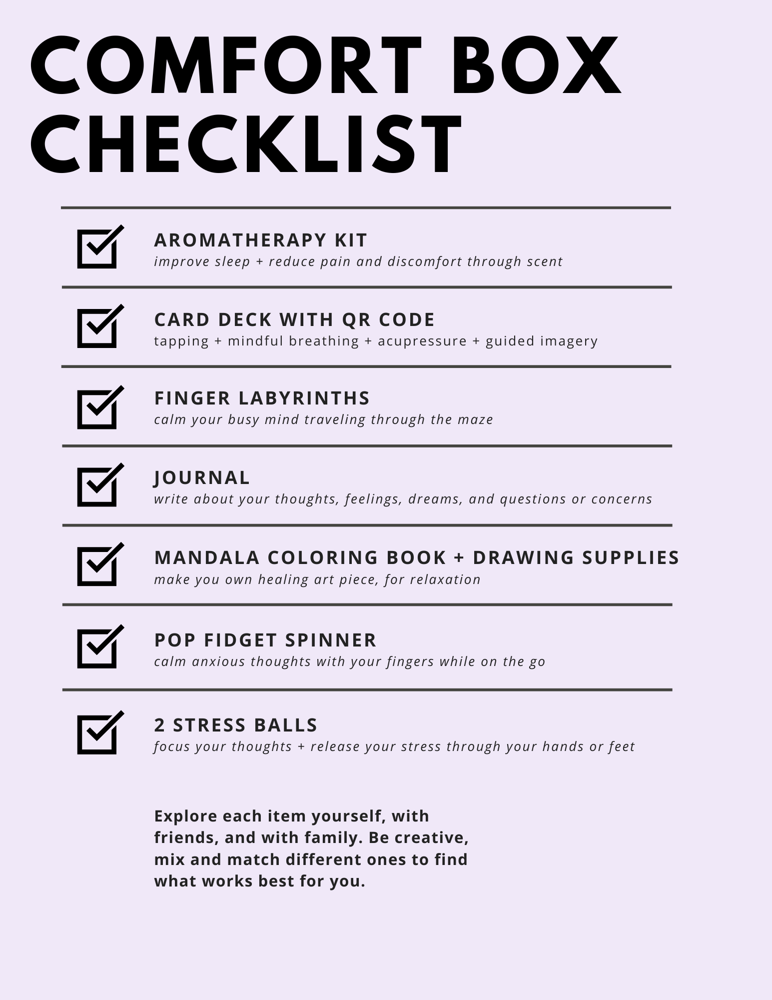 COMFORT BOX
CHECKLIST
AROMATHERAPY KIT
improve sleep + reduce pain and discomfort through scent
CARD DECK WITH QR CODE
tapping + mindful breathing + acupressure + guided imagery
FINGER LABYRINTHS
calm your busy mind traveling through the maze
JOURNAL
write about your thoughts, feelings, dreams, and questions or concerns
MANDALA COLORING BOOK + DRAWING SUPPLIES
make you own healing art piece, for relaxation
POP FIDGET SPINNER
calm anxious thoughts with your fingers while on the go
2 STRESS BALLS
focus your thoughts + release your stress through your hands or feet
Explore each item yourself, with
friends, and with family. Be creative,
mix and match different ones to find
what works best for you.